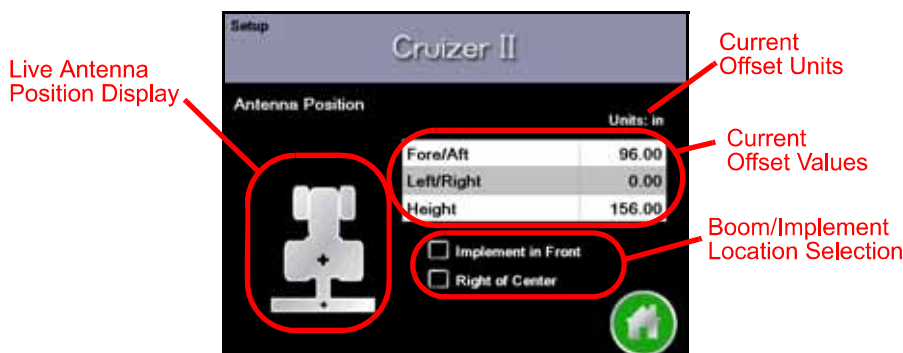 Setup
Cruizer II
Current
Offset Units
Live Antenna
Position Display
Antenna Position
Units: in
Fore/Aft 96.00
Left/Right 0.00
Height 156.00
Current
Offset Values
Implement in Front
Right of Center
Boom/Implement
Location Selection